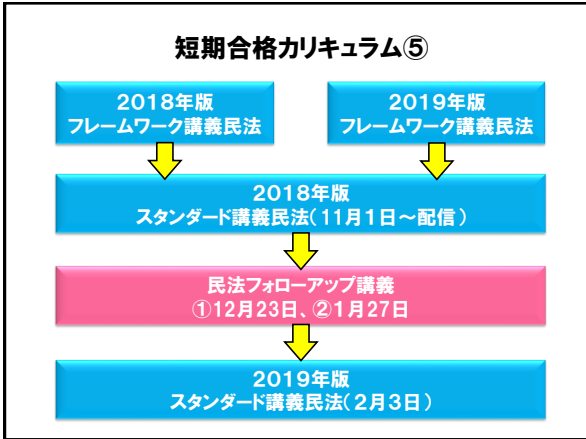 短期合格カリキュラム⑤
2018年版
フレームワーク講義民法
2019年版
フレームワーク講義民法
2018年版
スタンダード講義民法(11月1日～配信)
民法フォローアップ講義
①12月23日、②1月27日
2019年版
スタンダード講義民法(2月3日)